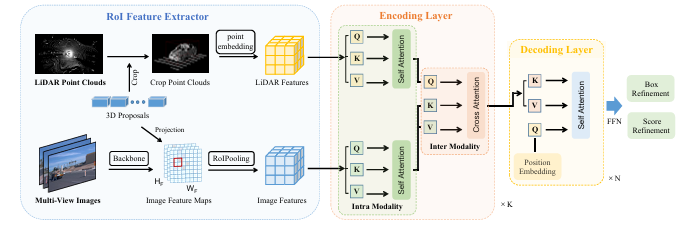 RoI Feature Extractor
Encoding Layer
Decoding Layer
point
embedding
LiDAR Point Clouds
Crop Point Clouds
LiDAR Features
Crop
3D Proposals
Projection
Backbone
RoIPooling
H_F
W_F
Multi-View Images
Image Feature Maps
Image Features
Q
K
V
Self Attention
Q
K
V
Self Attention
Intra Modality
Q
K
V
Cross Attention
Inter Modality
×K
K
V
Q
Self Attention
Position
Embedding
×N
FFN
Box
Refinement
Score
Refinement